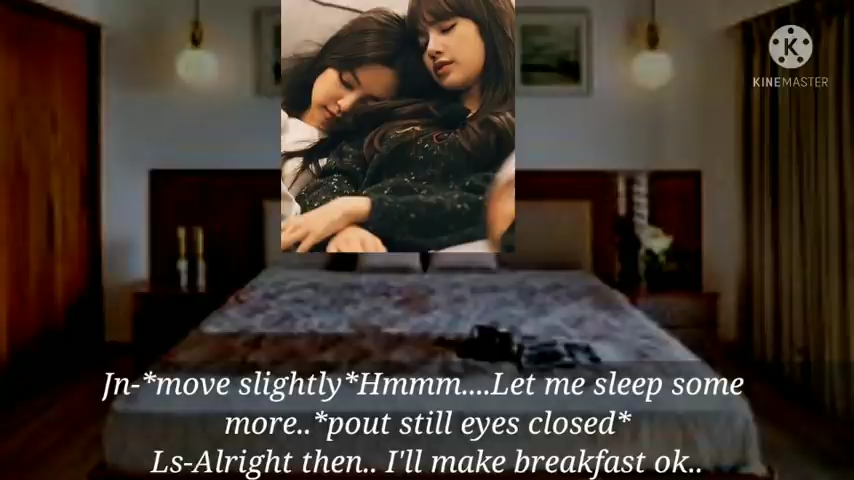 KINEMASTER
Jn-*move slightly*Hmmm....Let me sleep some
more..*pout still eyes closed*
Ls-Alright then.. I'll make breakfast ok..